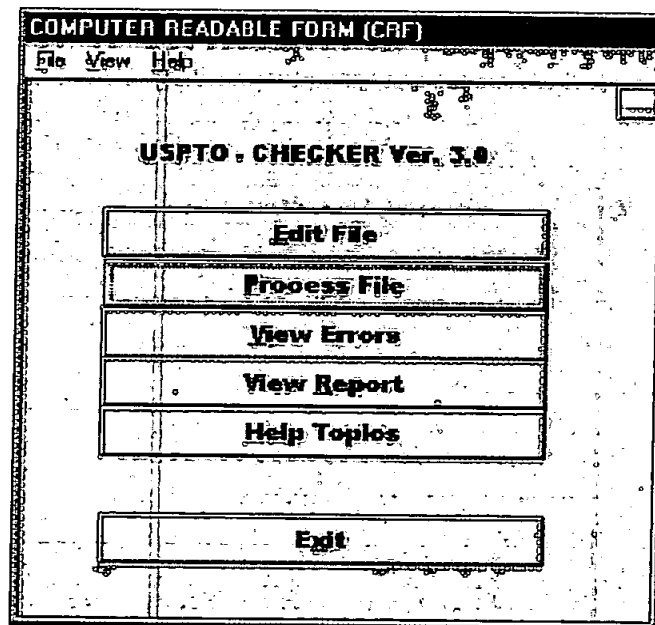 COMPUTER READABLE FORM (CRF)
File View Help
USPTO . CHECKER Ver. 3.0
Edit File
Process File
View Errors
View Report
Help Topics
Exit